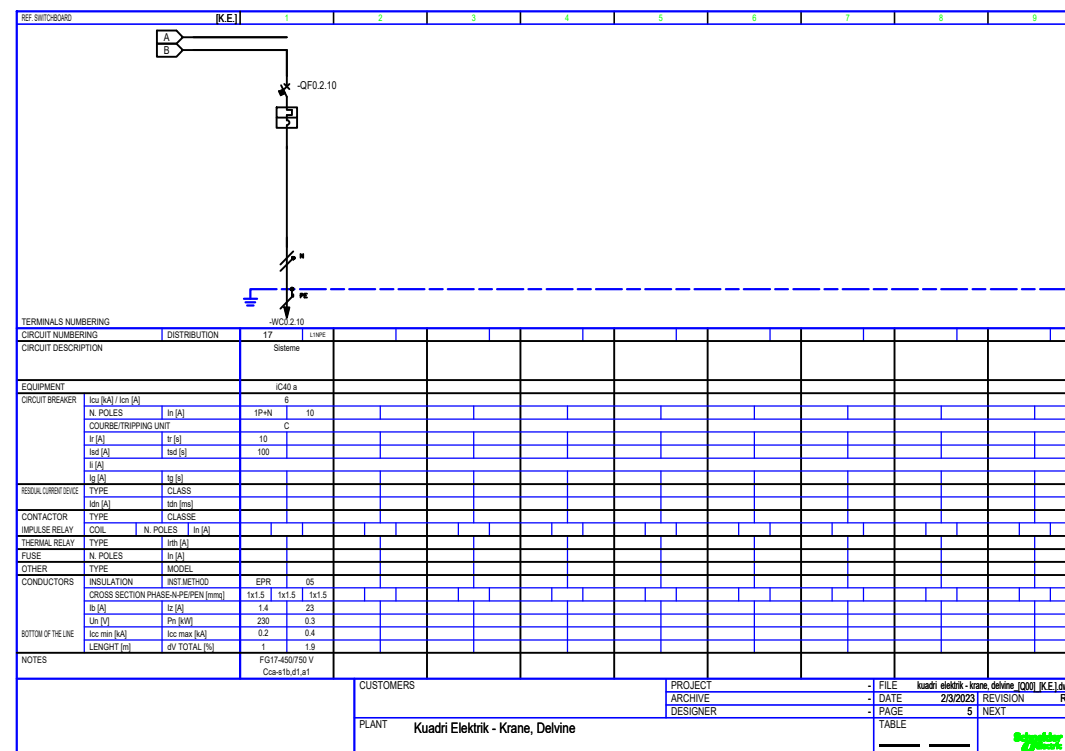 REF. SWITCHBOARD [K.E.] 1 2 3 4 5 6 7 8 9
A
B
-QF0.2.10
N
PE
TERMINALS NUMBERING -WC0.2.10
CIRCUIT NUMBERING DISTRIBUTION 17 L1NPE
CIRCUIT DESCRIPTION Sisteme
EQUIPMENT iC40 a
CIRCUIT BREAKER Icu [kA] / Icn [A] 6
N. POLES In [A] 1P+N 10
COURBE/TRIPPING UNIT C
Ir [A] tr [s] 10
Isd [A] tsd [s] 100
Ii [A]
Ig [A] tg [s]
RESIDUAL CURRENT DEVICE TYPE CLASS
Idn [A] tdn [ms]
CONTACTOR TYPE CLASSE
IMPULSE RELAY COIL N. POLES In [A]
THERMAL RELAY TYPE Irth [A]
FUSE N. POLES In [A]
OTHER TYPE MODEL
CONDUCTORS INSULATION INST.METHOD EPR 05
CROSS SECTION PHASE-N-PE/PEN [mmq] 1x1.5 1x1.5 1x1.5
Ib [A] Iz [A] 1.4 23
Un [V] Pn [kW] 230 0.3
BOTTOM OF THE LINE Icc min [kA] Icc max [kA] 0.2 0.4
LENGHT [m] dV TOTAL [%] 1 1.9
NOTES FG17-450/750 V
Cca-s1b,d1,a1
CUSTOMERS PROJECT - FILE kuadri elektrik - krane, delvine_[Q00]_[K.E.].dw
ARCHIVE - DATE 2/3/2023 REVISION R
DESIGNER - PAGE 5 NEXT
PLANT Kuadri Elektrik - Krane, Delvine TABLE
Schneider
Electric